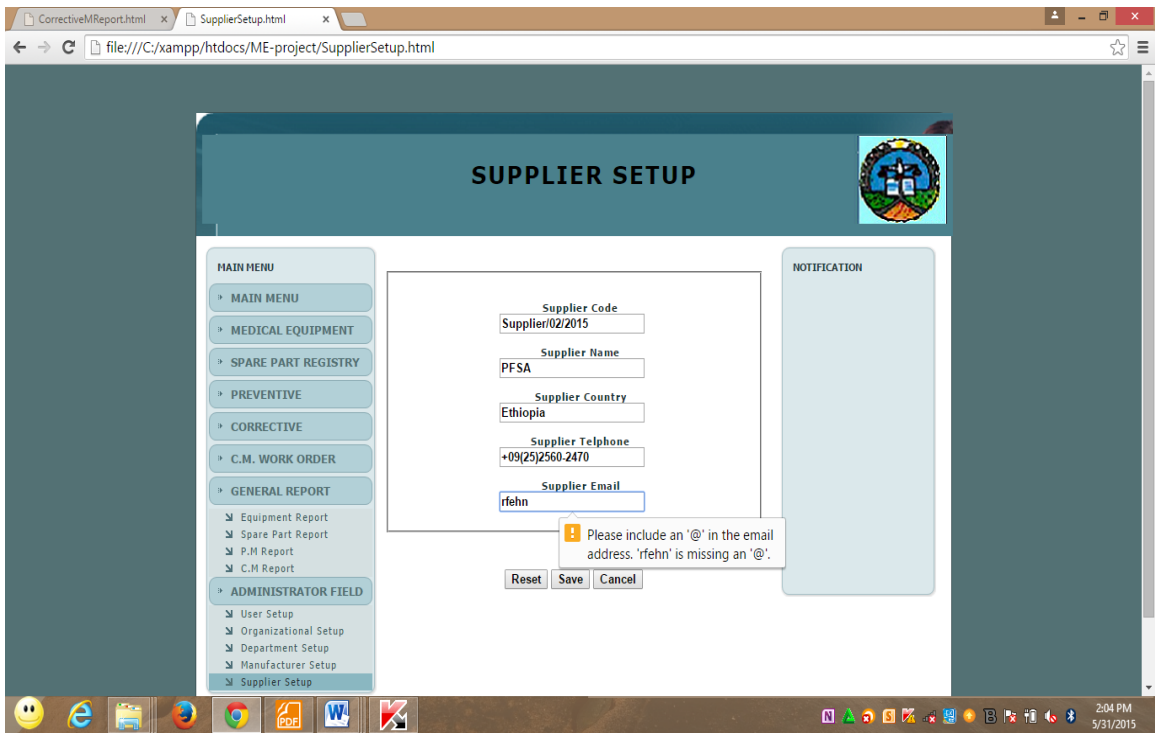 CorrectiveMReport.html
SupplierSetup.html
file:///C:/xampp/htdocs/ME-project/SupplierSetup.html
SUPPLIER SETUP
MAIN MENU
MAIN MENU
MEDICAL EQUIPMENT
SPARE PART REGISTRY
PREVENTIVE
CORRECTIVE
C.M. WORK ORDER
GENERAL REPORT
Equipment Report
Spare Part Report
P.M Report
C.M Report
ADMINISTRATOR FIELD
User Setup
Organizational Setup
Department Setup
Manufacturer Setup
Supplier Setup
Supplier Code
Supplier/02/2015
Supplier Name
PFSA
Supplier Country
Ethiopia
Supplier Telphone
+09(25)2560-2470
Supplier Email
rfehn
Please include an '@' in the email
address. 'rfehn' is missing an '@'.
Reset Save Cancel
NOTIFICATION
PDF
W
N
S
2:04 PM
5/31/2015